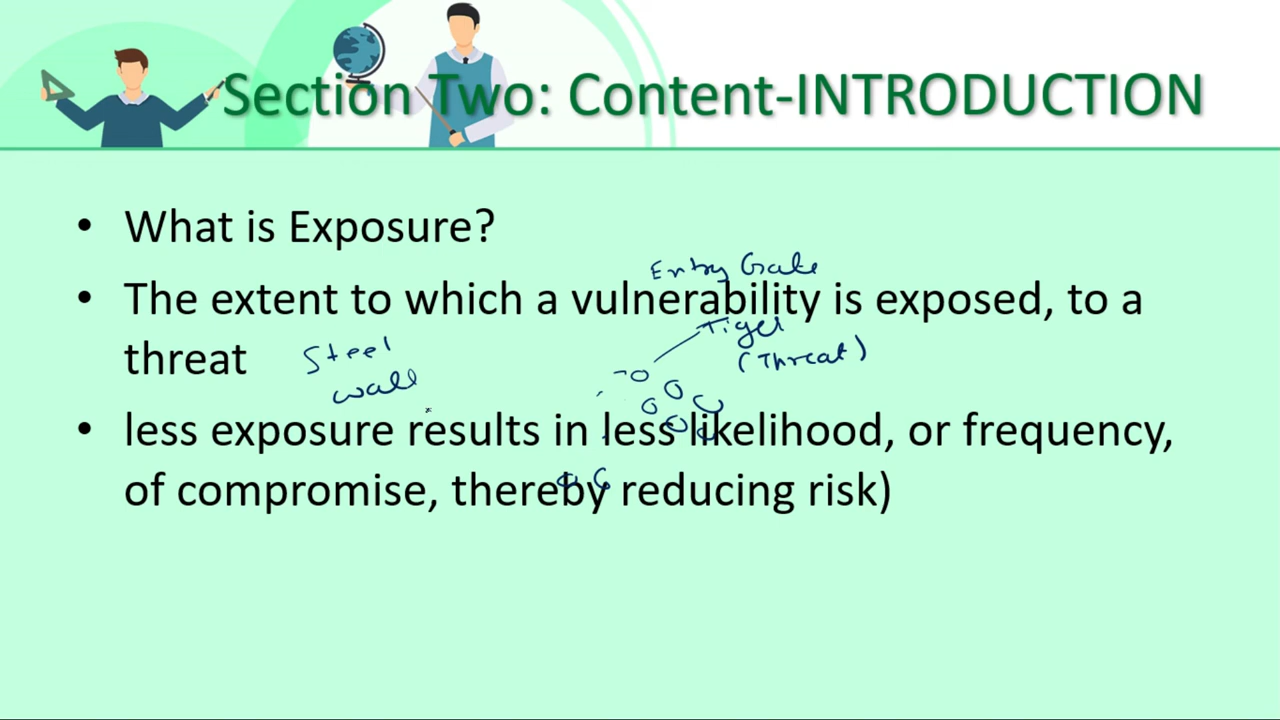 Section Two: Content-INTRODUCTION
• What is Exposure?
Entry Gate
• The extent to which a vulnerability is exposed, to a
Tiger
threat
Steel
(Threat)
wall
• less exposure results in less likelihood, or frequency,
of compromise, thereby reducing risk)